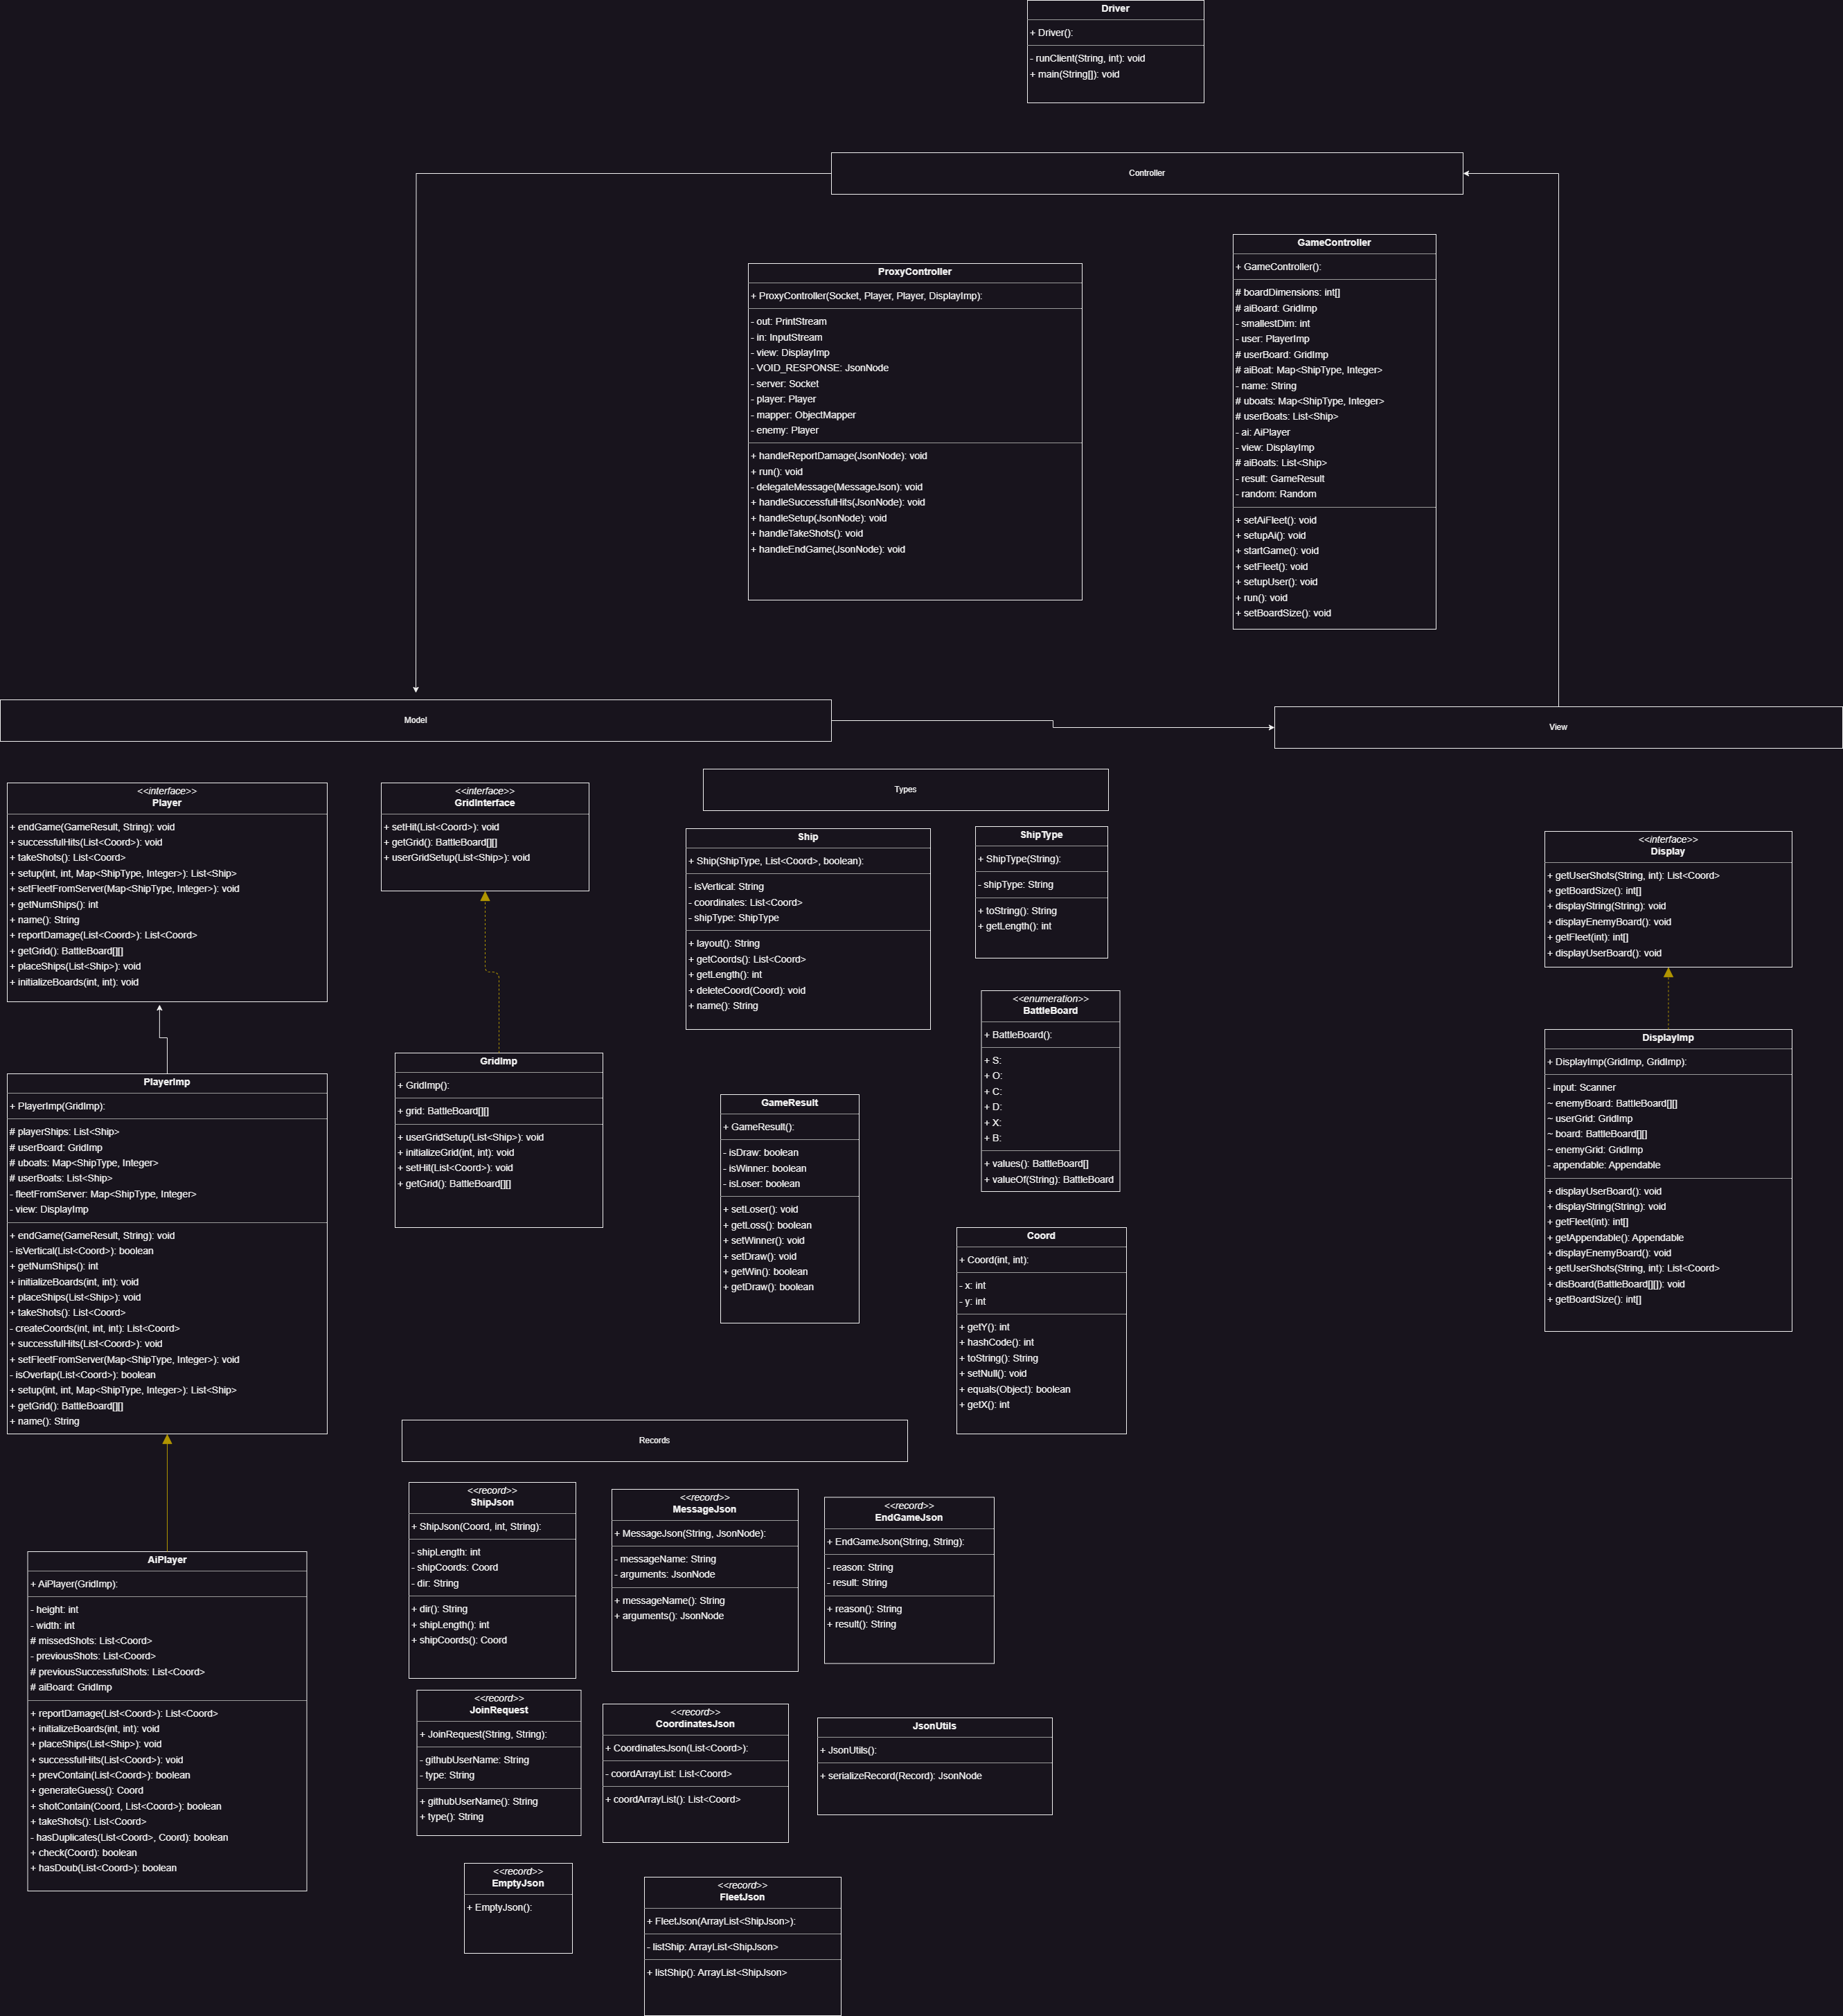 Driver
+ Driver():
- runClient(String, int): void
+ main(String[]): void
Controller
ProxyController
+ ProxyController(Socket, Player, Player, DisplayImp):
- out: PrintStream
- in: InputStream
- view: DisplayImp
- VOID_RESPONSE: JsonNode
- server: Socket
- player: Player
- mapper: ObjectMapper
- enemy: Player
+ handleReportDamage(JsonNode): void
+ run(): void
- delegateMessage(MessageJson): void
+ handleSuccessfulHits(JsonNode): void
+ handleSetup(JsonNode): void
+ handleTakeShots(): void
+ handleEndGame(JsonNode): void
GameController
+ GameController():
# boardDimensions: int[]
# aiBoard: GridImp
- smallestDim: int
- user: PlayerImp
# userBoard: GridImp
# aiBoat: Map<ShipType, Integer>
- name: String
# uboats: Map<ShipType, Integer>
# userBoats: List<Ship>
- ai: AiPlayer
- view: DisplayImp
# aiBoats: List<Ship>
- result: GameResult
- random: Random
+ setAiFleet(): void
+ setupAi(): void
+ startGame(): void
+ setFleet(): void
+ setupUser(): void
+ run(): void
+ setBoardSize(): void
Model
View
<<interface>>
Player
+ endGame(GameResult, String): void
+ successfulHits(List<Coord>): void
+ takeShots(): List<Coord>
+ setup(int, int, Map<ShipType, Integer>): List<Ship>
+ setFleetFromServer(Map<ShipType, Integer>): void
+ getNumShips(): int
+ name(): String
+ reportDamage(List<Coord>): List<Coord>
+ getGrid(): BattleBoard[][]
+ placeShips(List<Ship>): void
+ initializeBoards(int, int): void
<<interface>>
GridInterface
+ setHit(List<Coord>): void
+ getGrid(): BattleBoard[][]
+ userGridSetup(List<Ship>): void
Types
Ship
+ Ship(ShipType, List<Coord>, boolean):
- isVertical: String
- coordinates: List<Coord>
- shipType: ShipType
+ layout(): String
+ getCoords(): List<Coord>
+ getLength(): int
+ deleteCoord(Coord): void
+ name(): String
ShipType
+ ShipType(String):
- shipType: String
+ toString(): String
+ getLength(): int
<<interface>>
Display
+ getUserShots(String, int): List<Coord>
+ getBoardSize(): int[]
+ displayString(String): void
+ displayEnemyBoard(): void
+ getFleet(int): int[]
+ displayUserBoard(): void
<<enumeration>>
BattleBoard
+ BattleBoard():
+ S:
+ O:
+ C:
+ D:
+ X:
+ B:
+ values(): BattleBoard[]
+ valueOf(String): BattleBoard
DisplayImp
+ DisplayImp(GridImp, GridImp):
- input: Scanner
~ enemyBoard: BattleBoard[][]
~ userGrid: GridImp
~ board: BattleBoard[][]
~ enemyGrid: GridImp
- appendable: Appendable
+ displayUserBoard(): void
+ displayString(String): void
+ getFleet(int): int[]
+ getAppendable(): Appendable
+ displayEnemyBoard(): void
+ getUserShots(String, int): List<Coord>
+ disBoard(BattleBoard[][]): void
+ getBoardSize(): int[]
PlayerImp
+ PlayerImp(GridImp):
# playerShips: List<Ship>
# userBoard: GridImp
# uboats: Map<ShipType, Integer>
# userBoats: List<Ship>
- fleetFromServer: Map<ShipType, Integer>
- view: DisplayImp
+ endGame(GameResult, String): void
- isVertical(List<Coord>): boolean
+ getNumShips(): int
+ initializeBoards(int, int): void
+ placeShips(List<Ship>): void
+ takeShots(): List<Coord>
- createCoords(int, int, int): List<Coord>
+ successfulHits(List<Coord>): void
+ setFleetFromServer(Map<ShipType, Integer>): void
- isOverlap(List<Coord>): boolean
+ setup(int, int, Map<ShipType, Integer>): List<Ship>
+ getGrid(): BattleBoard[][]
+ name(): String
GridImp
+ GridImp():
+ grid: BattleBoard[][]
+ userGridSetup(List<Ship>): void
+ initializeGrid(int, int): void
+ setHit(List<Coord>): void
+ getGrid(): BattleBoard[][]
GameResult
+ GameResult():
- isDraw: boolean
- isWinner: boolean
- isLoser: boolean
+ setLoser(): void
+ getLoss(): boolean
+ setWinner(): void
+ setDraw(): void
+ getWin(): boolean
+ getDraw(): boolean
Coord
+ Coord(int, int):
- x: int
- y: int
+ getY(): int
+ hashCode(): int
+ toString(): String
+ setNull(): void
+ equals(Object): boolean
+ getX(): int
Records
<<record>>
ShipJson
+ ShipJson(Coord, int, String):
- shipLength: int
- shipCoords: Coord
- dir: String
+ dir(): String
+ shipLength(): int
+ shipCoords(): Coord
<<record>>
MessageJson
+ MessageJson(String, JsonNode):
- messageName: String
- arguments: JsonNode
+ messageName(): String
+ arguments(): JsonNode
<<record>>
EndGameJson
+ EndGameJson(String, String):
- reason: String
- result: String
+ reason(): String
+ result(): String
AiPlayer
+ AiPlayer(GridImp):
- height: int
- width: int
# missedShots: List<Coord>
- previousShots: List<Coord>
# previousSuccessfulShots: List<Coord>
# aiBoard: GridImp
+ reportDamage(List<Coord>): List<Coord>
+ initializeBoards(int, int): void
+ placeShips(List<Ship>): void
+ successfulHits(List<Coord>): void
+ prevContain(List<Coord>): boolean
+ generateGuess(): Coord
+ shotContain(Coord, List<Coord>): boolean
+ takeShots(): List<Coord>
- hasDuplicates(List<Coord>, Coord): boolean
+ check(Coord): boolean
+ hasDoub(List<Coord>): boolean
<<record>>
JoinRequest
+ JoinRequest(String, String):
- githubUserName: String
- type: String
+ githubUserName(): String
+ type(): String
<<record>>
CoordinatesJson
+ CoordinatesJson(List<Coord>):
- coordArrayList: List<Coord>
+ coordArrayList(): List<Coord>
JsonUtils
+ JsonUtils():
+ serializeRecord(Record): JsonNode
<<record>>
EmptyJson
+ EmptyJson():
<<record>>
FleetJson
+ FleetJson(ArrayList<ShipJson>):
- listShip: ArrayList<ShipJson>
+ listShip(): ArrayList<ShipJson>